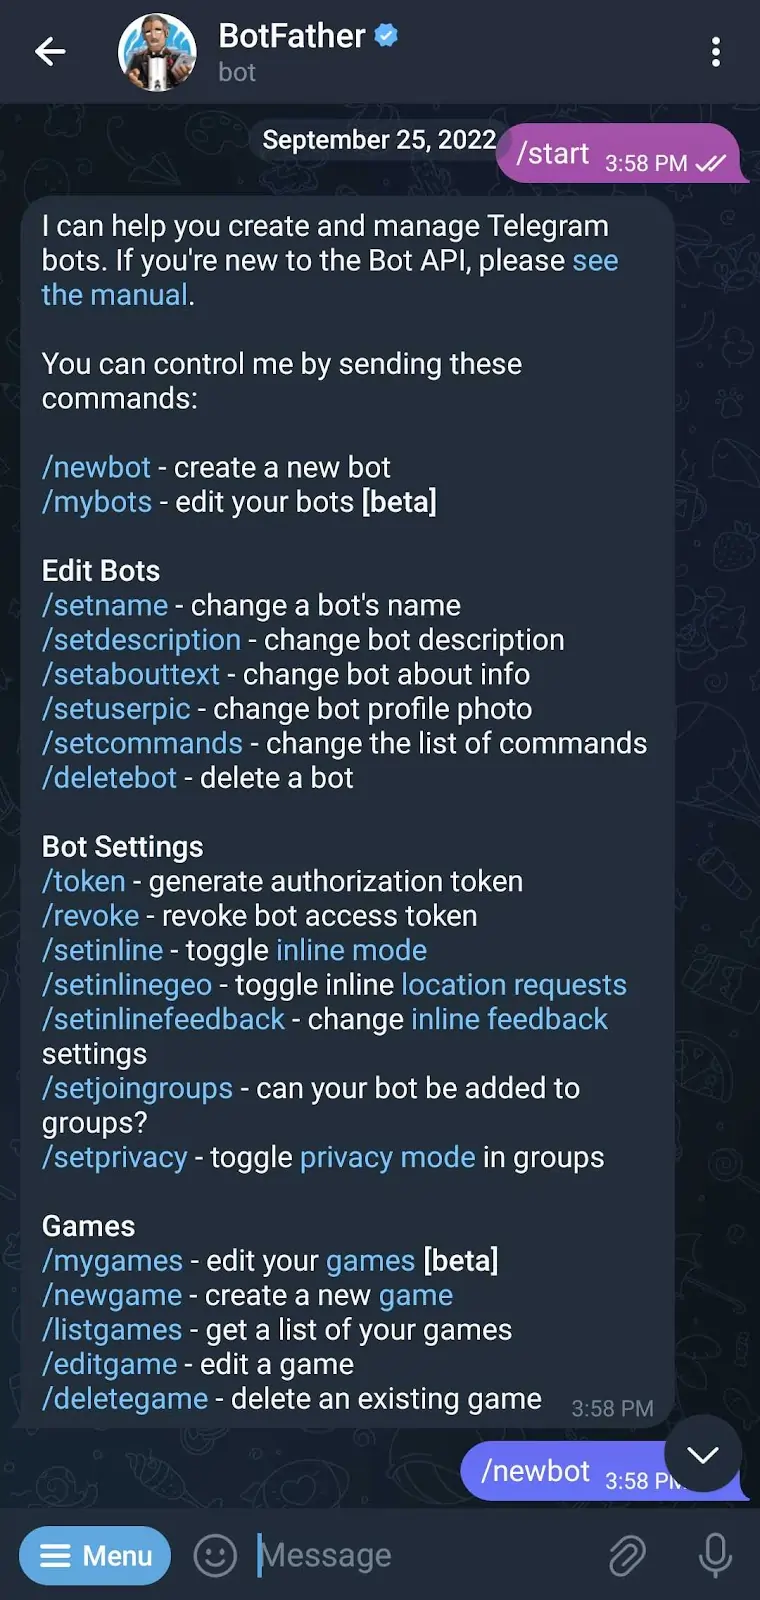 BotFather
bot
September 25, 2022
/start 3:58 PM
I can help you create and manage Telegram
bots. If you're new to the Bot API, please see
the manual.
You can control me by sending these
commands:
/newbot - create a new bot
/mybots - edit your bots [beta]
Edit Bots
/setname - change a bot's name
/setdescription - change bot description
/setabouttext - change bot about info
/setuserpic - change bot profile photo
/setcommands - change the list of commands
/deletebot - delete a bot
Bot Settings
/token - generate authorization token
/revoke - revoke bot access token
/setinline - toggle inline mode
/setinlinegeo - toggle inline location requests
/setinlinefeedback - change inline feedback
settings
/setjoingroups - can your bot be added to
groups?
/setprivacy - toggle privacy mode in groups
Games
/mygames - edit your games [beta]
/newgame - create a new game
/listgames - get a list of your games
/editgame - edit a game
/deletegame - delete an existing game 3:58 PM
/newbot 3:58 PM
Menu Message